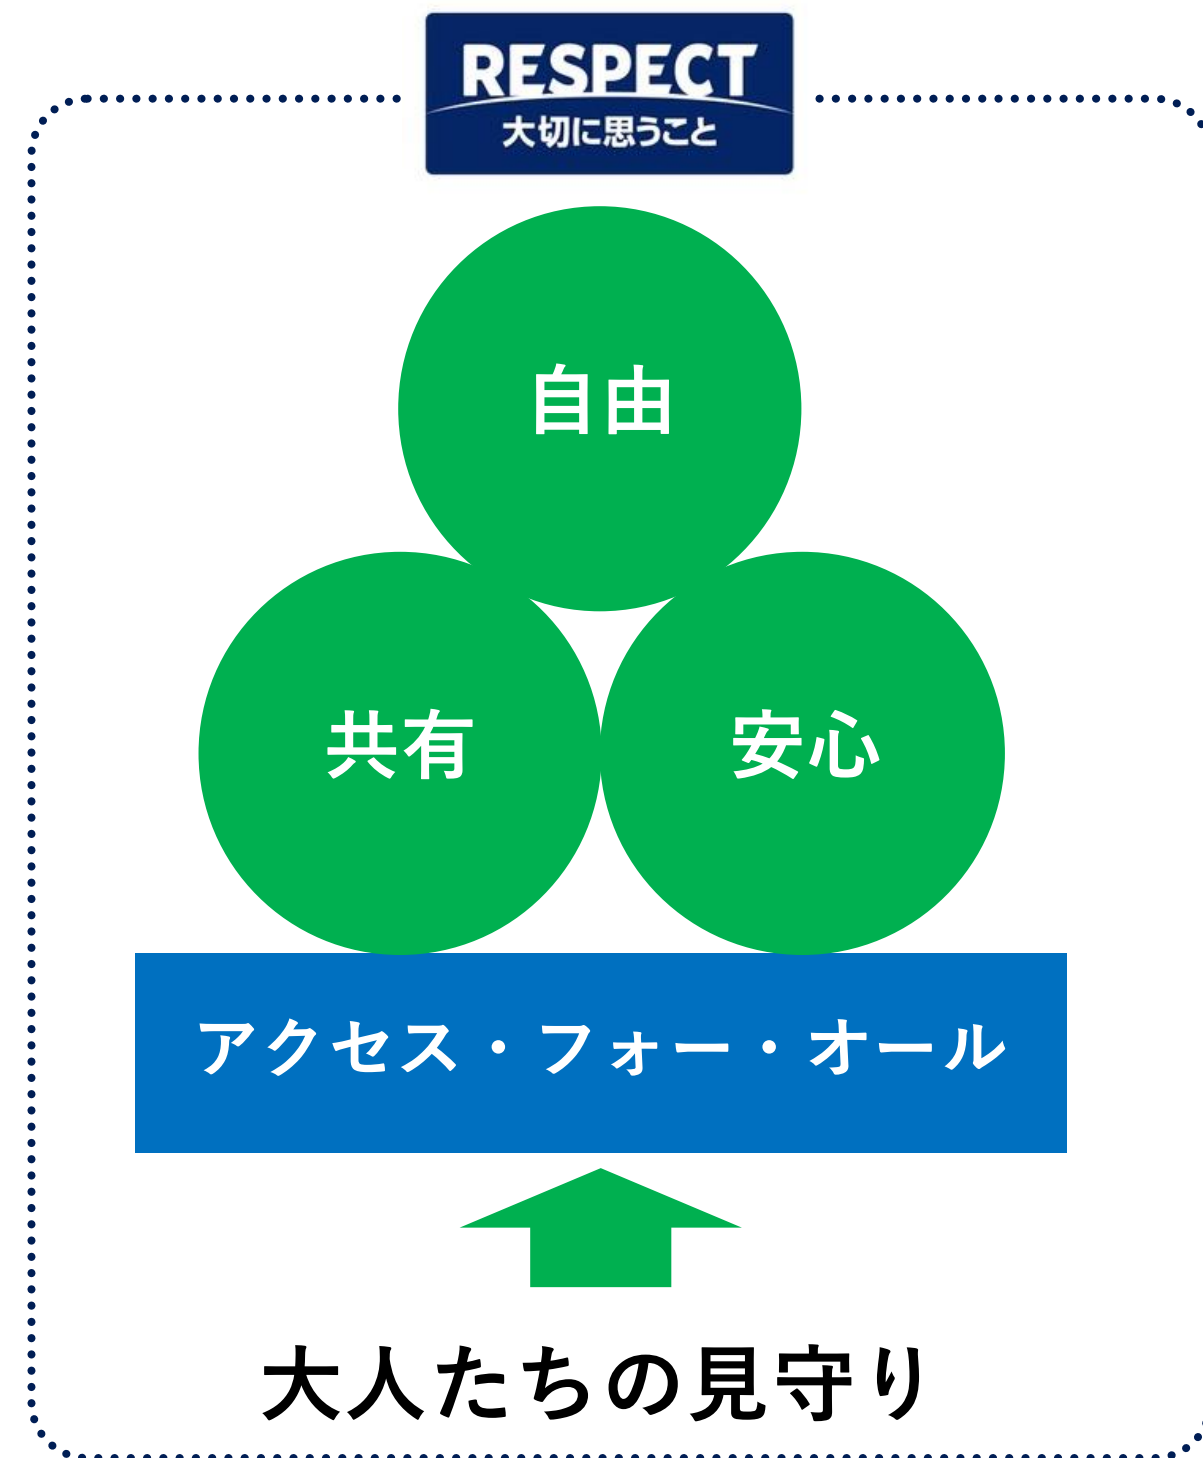 RESPECT
大切に思うこと
自由
共有
安心
アクセス・フォー・オール
大人たちの見守り